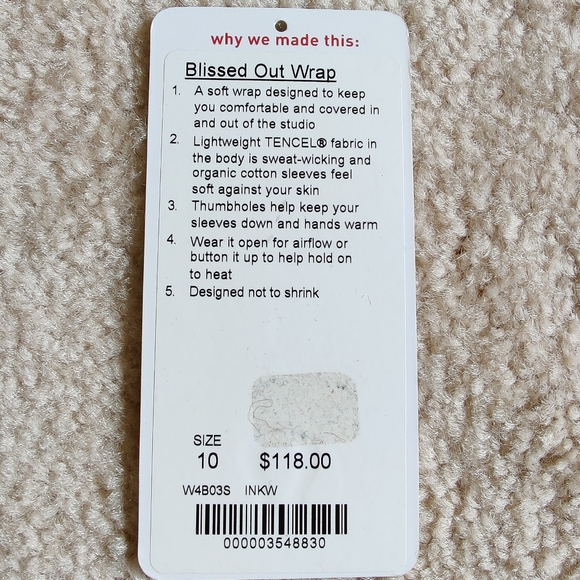 why we made this:
Blissed Out Wrap
1. A soft wrap designed to keep
you comfortable and covered in
and out of the studio
2. Lightweight TENCEL® fabric in
the body is sweat-wicking and
organic cotton sleeves feel
soft against your skin
3. Thumbholes help keep your
sleeves down and hands warm
4. Wear it open for airflow or
button it up to help hold on
to heat
5. Designed not to shrink
SIZE
10 $118.00
W4B03S INKW
000003548830